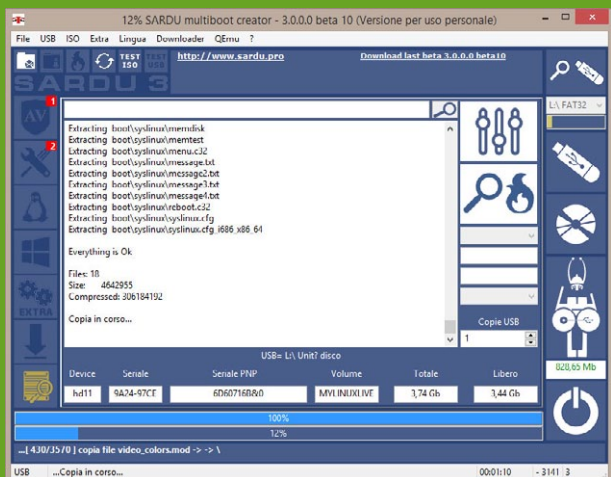 12% SARDU multiboot creator - 3.0.0.0 beta 10 (Versione per uso personale)
File USB ISO Extra Lingua Downloader QEmu ?
TEST ISO
TEST USB
http://www.sardu.pro
Download last beta 3.0.0.0 beta10
SARDU 3
AV
1
2
L:\ FAT32
Extracting boot\syslinux\memdisk
Extracting boot\syslinux\memtest
Extracting boot\syslinux\menu.c32
Extracting boot\syslinux\message.txt
Extracting boot\syslinux\message2.txt
Extracting boot\syslinux\message3.txt
Extracting boot\syslinux\message4.txt
Extracting boot\syslinux\reboot.c32
Extracting boot\syslinux\syslinux.cfg
Extracting boot\syslinux\syslinux.cfg_i686_x86_64
Everything is Ok
Files: 18
Size: 4642955
Compressed: 306184192
Copia in corso...
EXTRA
Copie USB
1
USB= L:\ Unit? disco
Device Seriale Seriale PNP Volume Totale Libero
hd11 9A24-97CE 6D60716B&0 MYLINUXLIVE 3,74 Gb 3,44 Gb
828,65 Mb
100%
12%
...[ 430/3570 ] copia file video_colors.mod -> -> \
USB ...Copia in corso... 00:01:10 - 3141 3